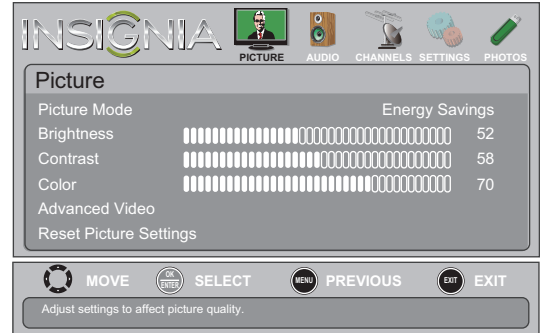 INSIGNIA
PICTURE AUDIO CHANNELS SETTINGS PHOTOS
Picture
Picture Mode Energy Savings
Brightness 52
Contrast 58
Color 70
Advanced Video
Reset Picture Settings
MOVE OK ENTER SELECT MENU PREVIOUS EXIT EXIT
Adjust settings to affect picture quality.